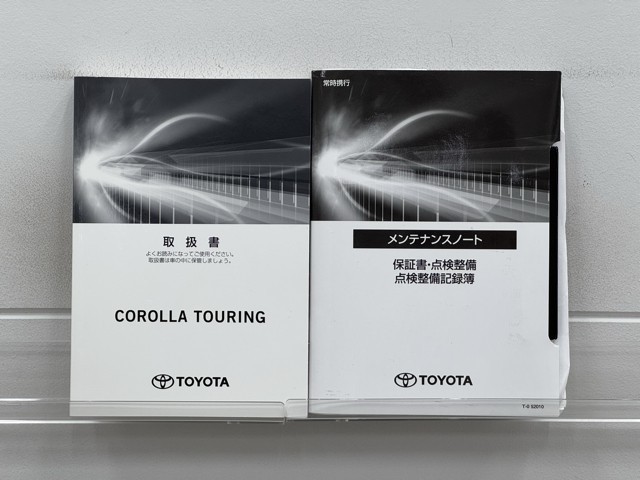 取扱書
よくお読みになってご使用ください。
取扱書は車の中に保管しましょう。
COROLLA TOURING
TOYOTA
常時携行
メンテナンスノート
保証書・点検整備
点検整備記録簿
TOYOTA
T-0 52010